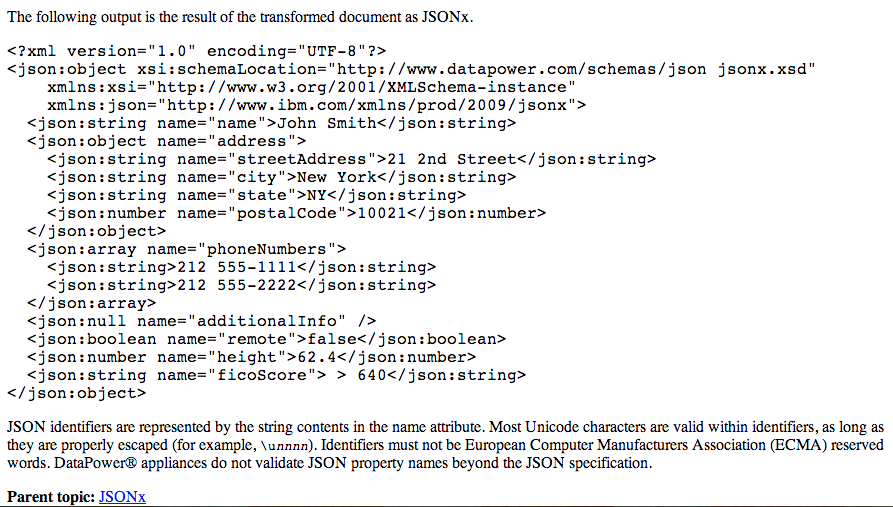 The following output is the result of the transformed document as JSONx.
<?xml version="1.0" encoding="UTF-8"?>
<json:object xsi:schemaLocation="http://www.datapower.com/schemas/json jsonx.xsd"
    xmlns:xsi="http://www.w3.org/2001/XMLSchema-instance"
    xmlns:json="http://www.ibm.com/xmlns/prod/2009/jsonx">
  <json:string name="name">John Smith</json:string>
  <json:object name="address">
    <json:string name="streetAddress">21 2nd Street</json:string>
    <json:string name="city">New York</json:string>
    <json:string name="state">NY</json:string>
    <json:number name="postalCode">10021</json:number>
  </json:object>
  <json:array name="phoneNumbers">
    <json:string>212 555-1111</json:string>
    <json:string>212 555-2222</json:string>
  </json:array>
  <json:null name="additionalInfo" />
  <json:boolean name="remote">false</json:boolean>
  <json:number name="height">62.4</json:number>
  <json:string name="ficoScore"> > 640</json:string>
</json:object>
JSON identifiers are represented by the string contents in the name attribute. Most Unicode characters are valid within identifiers, as long as
they are properly escaped (for example, \unnnn). Identifiers must not be European Computer Manufacturers Association (ECMA) reserved
words. DataPower® appliances do not validate JSON property names beyond the JSON specification.
Parent topic: JSONx